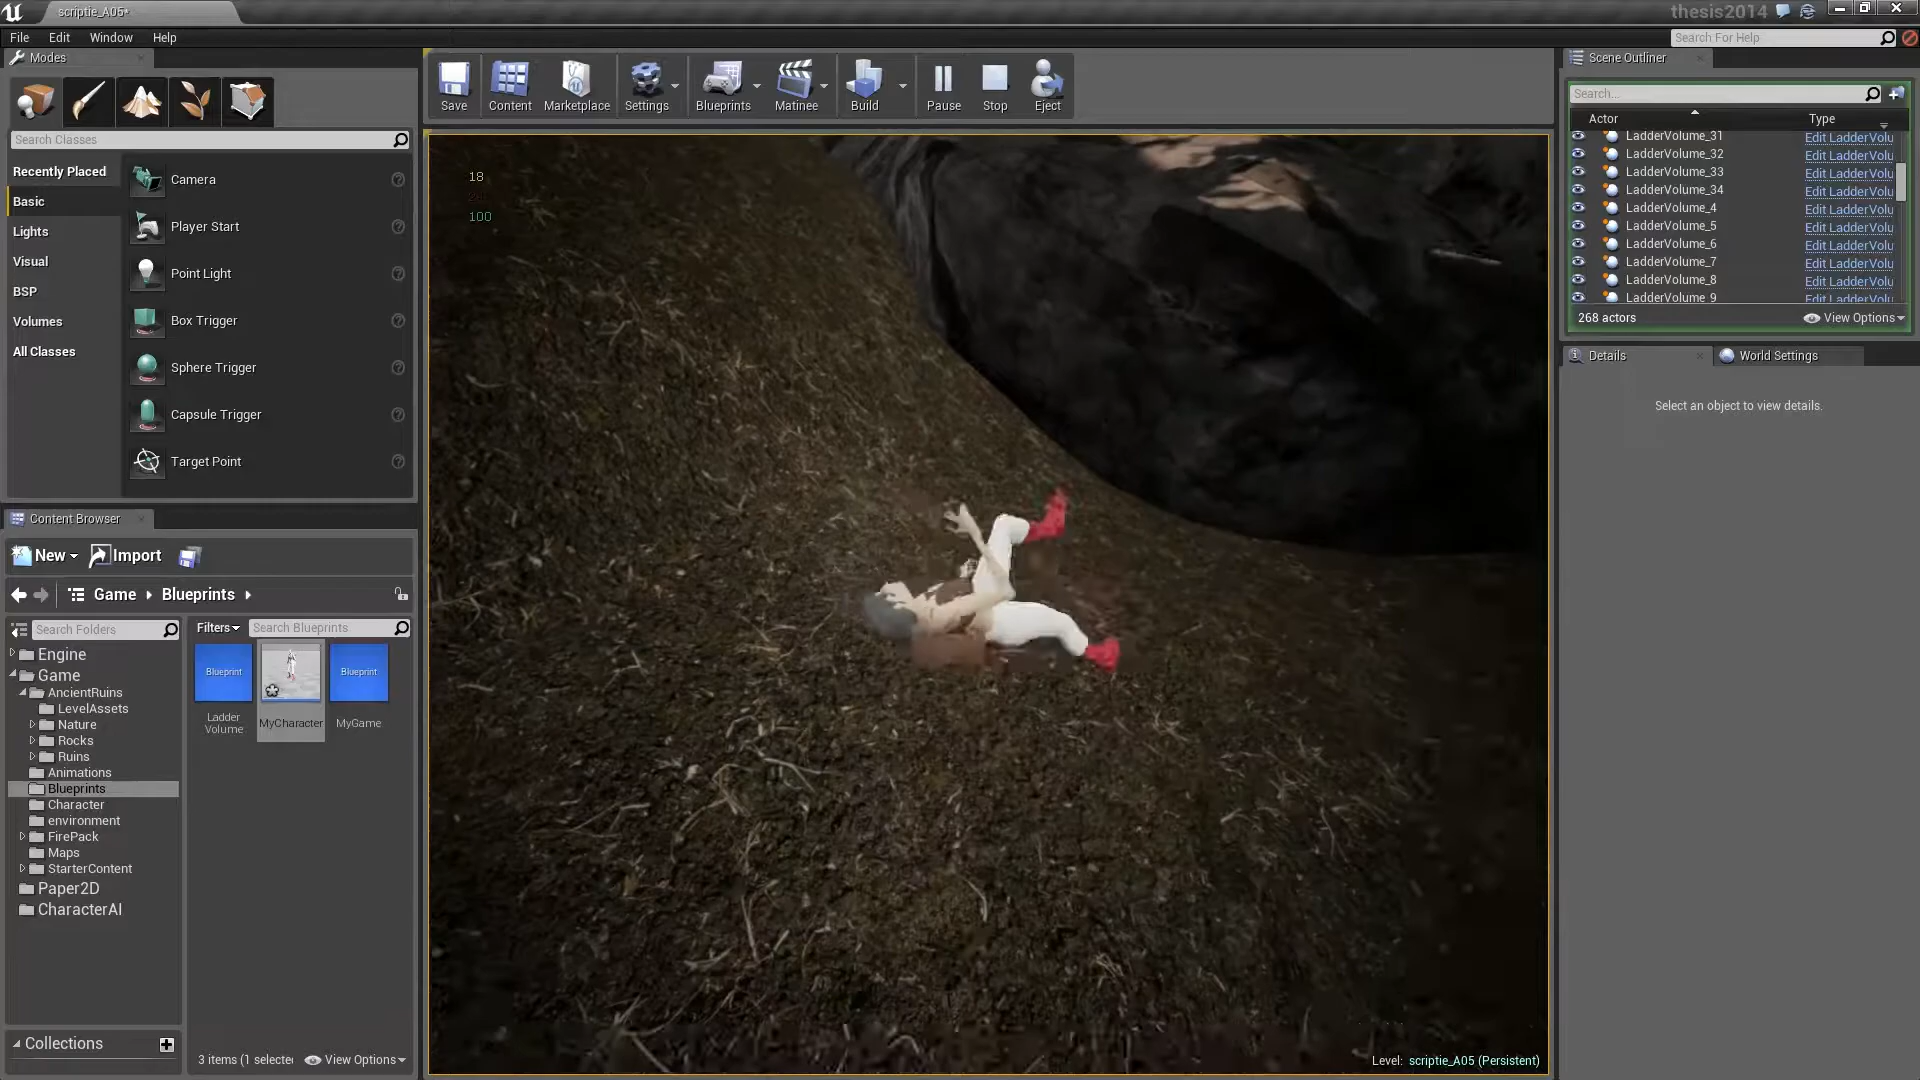 scriptie_A05*
thesis2014
File Edit Window Help
Search For Help
Modes
Search Classes
Recently Placed
Basic
Lights
Visual
BSP
Volumes
All Classes
Camera
Player Start
Point Light
Box Trigger
Sphere Trigger
Capsule Trigger
Target Point
Save
Content
Marketplace
Settings
Blueprints
Matinee
Build
Pause
Stop
Eject
18
100
Level: scriptie_A05 (Persistent)
Scene Outliner
Search...
Actor Type
LadderVolume_31 Edit LadderVolu
LadderVolume_32 Edit LadderVolu
LadderVolume_33 Edit LadderVolu
LadderVolume_34 Edit LadderVolu
LadderVolume_4 Edit LadderVolu
LadderVolume_5 Edit LadderVolu
LadderVolume_6 Edit LadderVolu
LadderVolume_7 Edit LadderVolu
LadderVolume_8 Edit LadderVolu
LadderVolume_9 Edit LadderVolu
268 actors View Options
Details World Settings
Select an object to view details.
Content Browser
New Import
Game Blueprints
Search Folders
Filters Search Blueprints
Engine
Game
AncientRuins
LevelAssets
Nature
Rocks
Ruins
Animations
Blueprints
Character
environment
FirePack
Maps
StarterContent
Paper2D
CharacterAI
Blueprint
Blueprint
Ladder
Volume
MyCharacter
MyGame
Collections
3 items (1 selected View Options